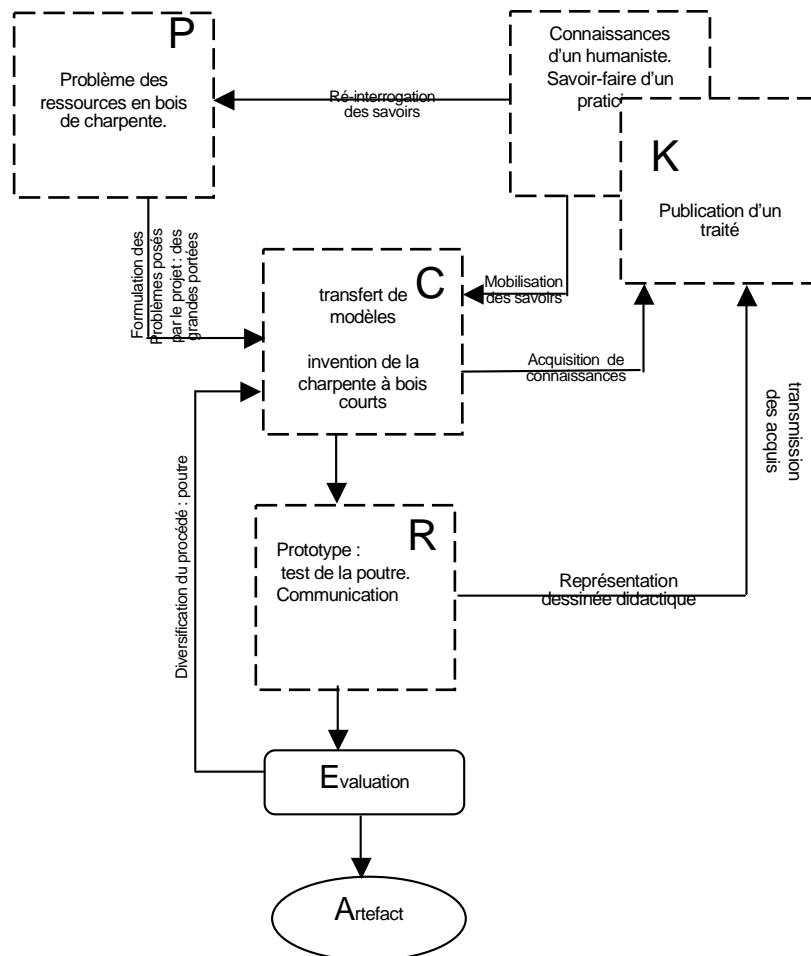 P
Problème des
ressources en bois
de charpente.
Connaissances
d'un humaniste.
Savoir-faire d'un
pratici
Ré-interrogation
des savoirs
K
Publication d'un
traité
Formulation des
Problèmes posés
par le projet : des
grandes portées
C
transfert de
modèles
invention de la
charpente à bois
courts
Mobilisation
des savoirs
Acquisition de
connaissances
transmission
des acquis
Diversification du procédé : poutre
R
Prototype :
test de la poutre.
Communication
Représentation
dessinée didactique
Evaluation
Artefact